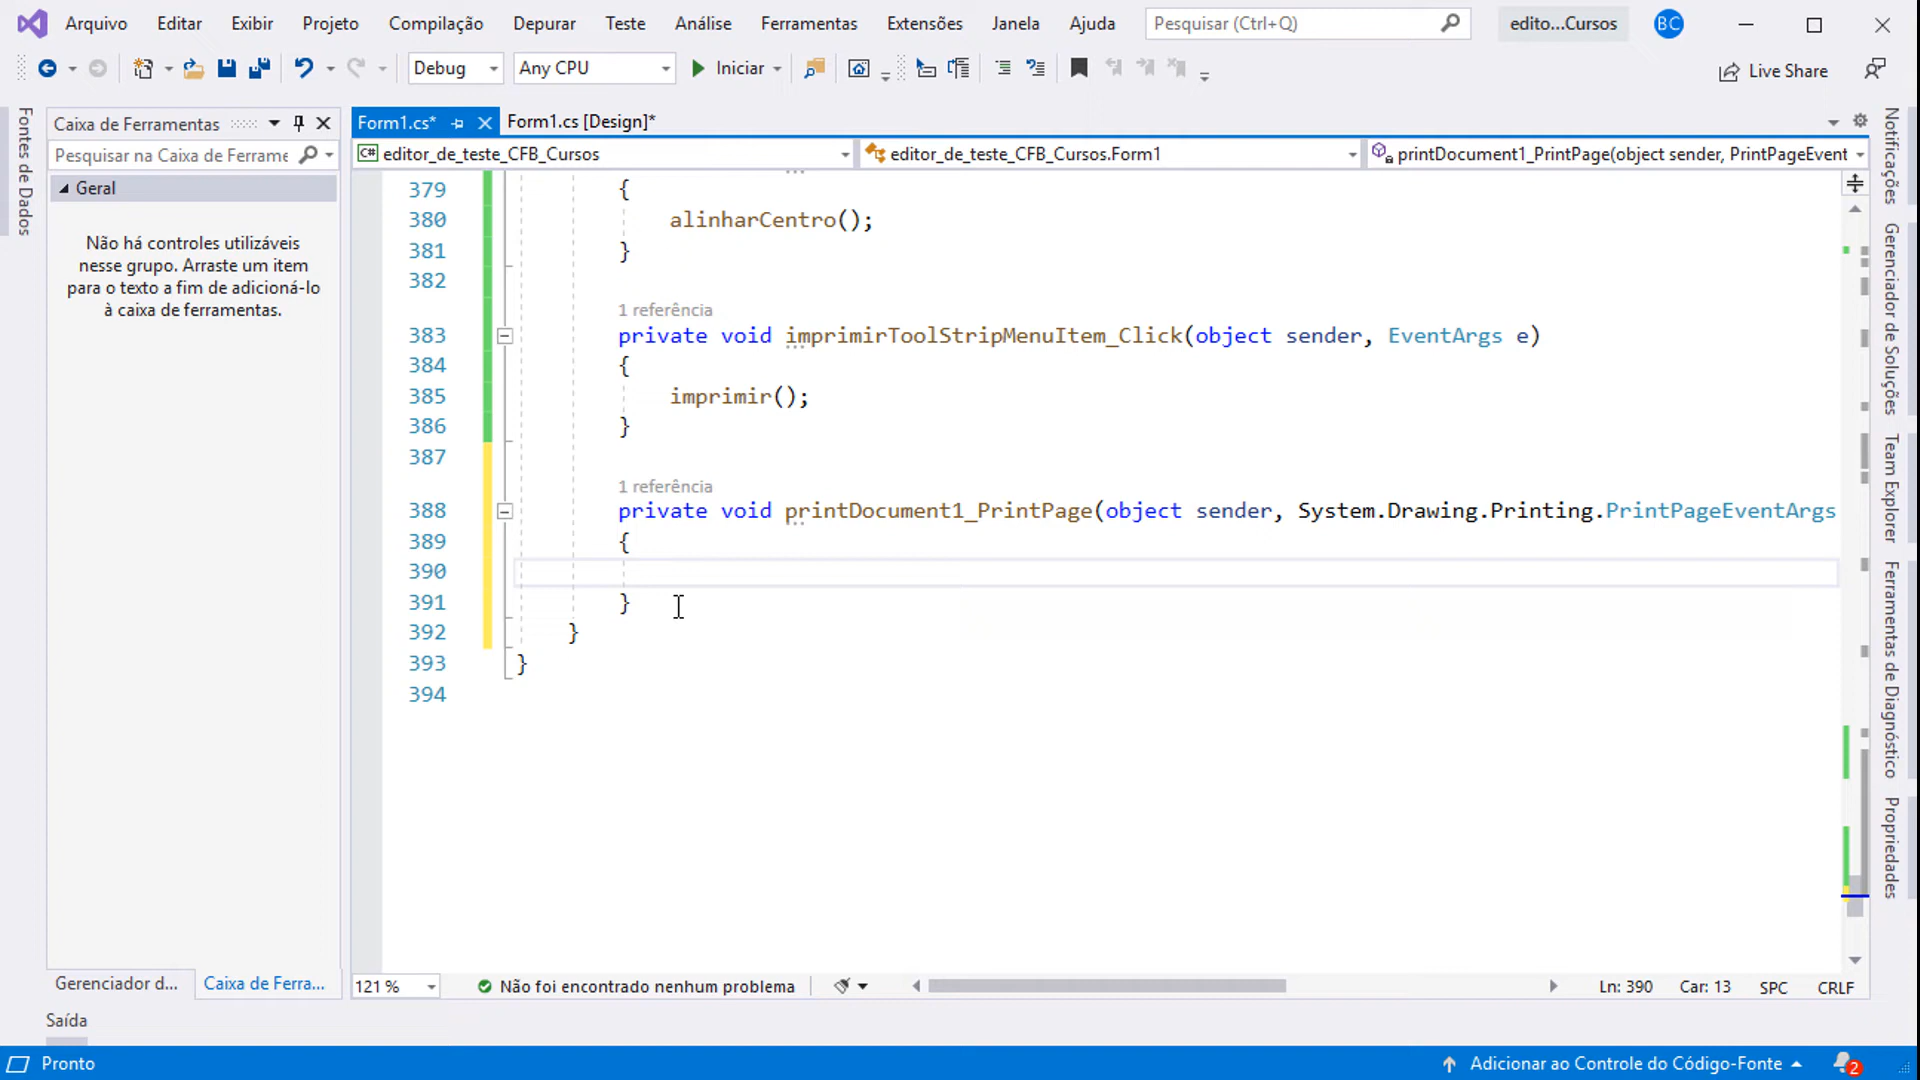 Arquivo Editar Exibir Projeto Compilação Depurar Teste Análise Ferramentas Extensões Janela Ajuda Pesquisar (Ctrl+Q) edito...Cursos BC
Debug Any CPU Iniciar Live Share
Fontes de Dados
Caixa de Ferramentas
Pesquisar na Caixa de Ferrame
Geral
Não há controles utilizáveis
nesse grupo. Arraste um item
para o texto a fim de adicioná-lo
à caixa de ferramentas.
Gerenciador d... Caixa de Ferra...
Form1.cs* Form1.cs [Design]*
editor_de_teste_CFB_Cursos editor_de_teste_CFB_Cursos.Form1 printDocument1_PrintPage(object sender, PrintPageEvent
379 {
380 alinharCentro();
381 }
382
1 referência
383 private void imprimirToolStripMenuItem_Click(object sender, EventArgs e)
384 {
385 imprimir();
386 }
387
1 referência
388 private void printDocument1_PrintPage(object sender, System.Drawing.Printing.PrintPageEventArgs
389 {
390
391 }
392 }
393 }
394
121 % Não foi encontrado nenhum problema Ln: 390 Car: 13 SPC CRLF
Notificações
Gerenciador de Soluções
Team Explorer
Ferramentas de Diagnóstico
Propriedades
Saída
Pronto Adicionar ao Controle do Código-Fonte 2